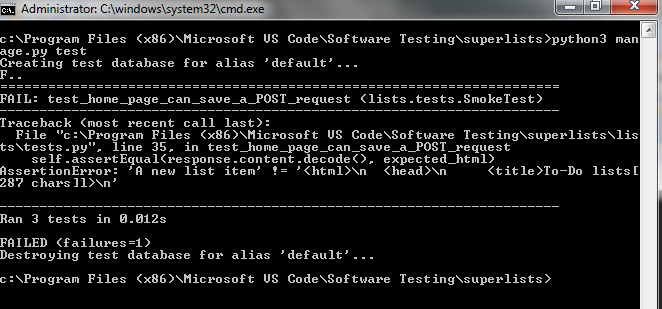 Administrator: C:\windows\system32\cmd.exe
c:\Program Files (x86)\Microsoft VS Code\Software Testing\superlists>python3 man
age.py test
Creating test database for alias 'default'...
F..
======================================================================
FAIL: test_home_page_can_save_a_POST_request (lists.tests.SmokeTest)
----------------------------------------------------------------------
Traceback (most recent call last):
  File "c:\Program Files (x86)\Microsoft VS Code\Software Testing\superlists\lis
ts\tests.py", line 35, in test_home_page_can_save_a_POST_request
    self.assertEqual(response.content.decode(), expected_html)
AssertionError: 'A new list item' != '<html>\n  <head>\n     <title>To-Do lists[
287 chars]l>\n'

----------------------------------------------------------------------
Ran 3 tests in 0.012s

FAILED (failures=1)
Destroying test database for alias 'default'...

c:\Program Files (x86)\Microsoft VS Code\Software Testing\superlists>